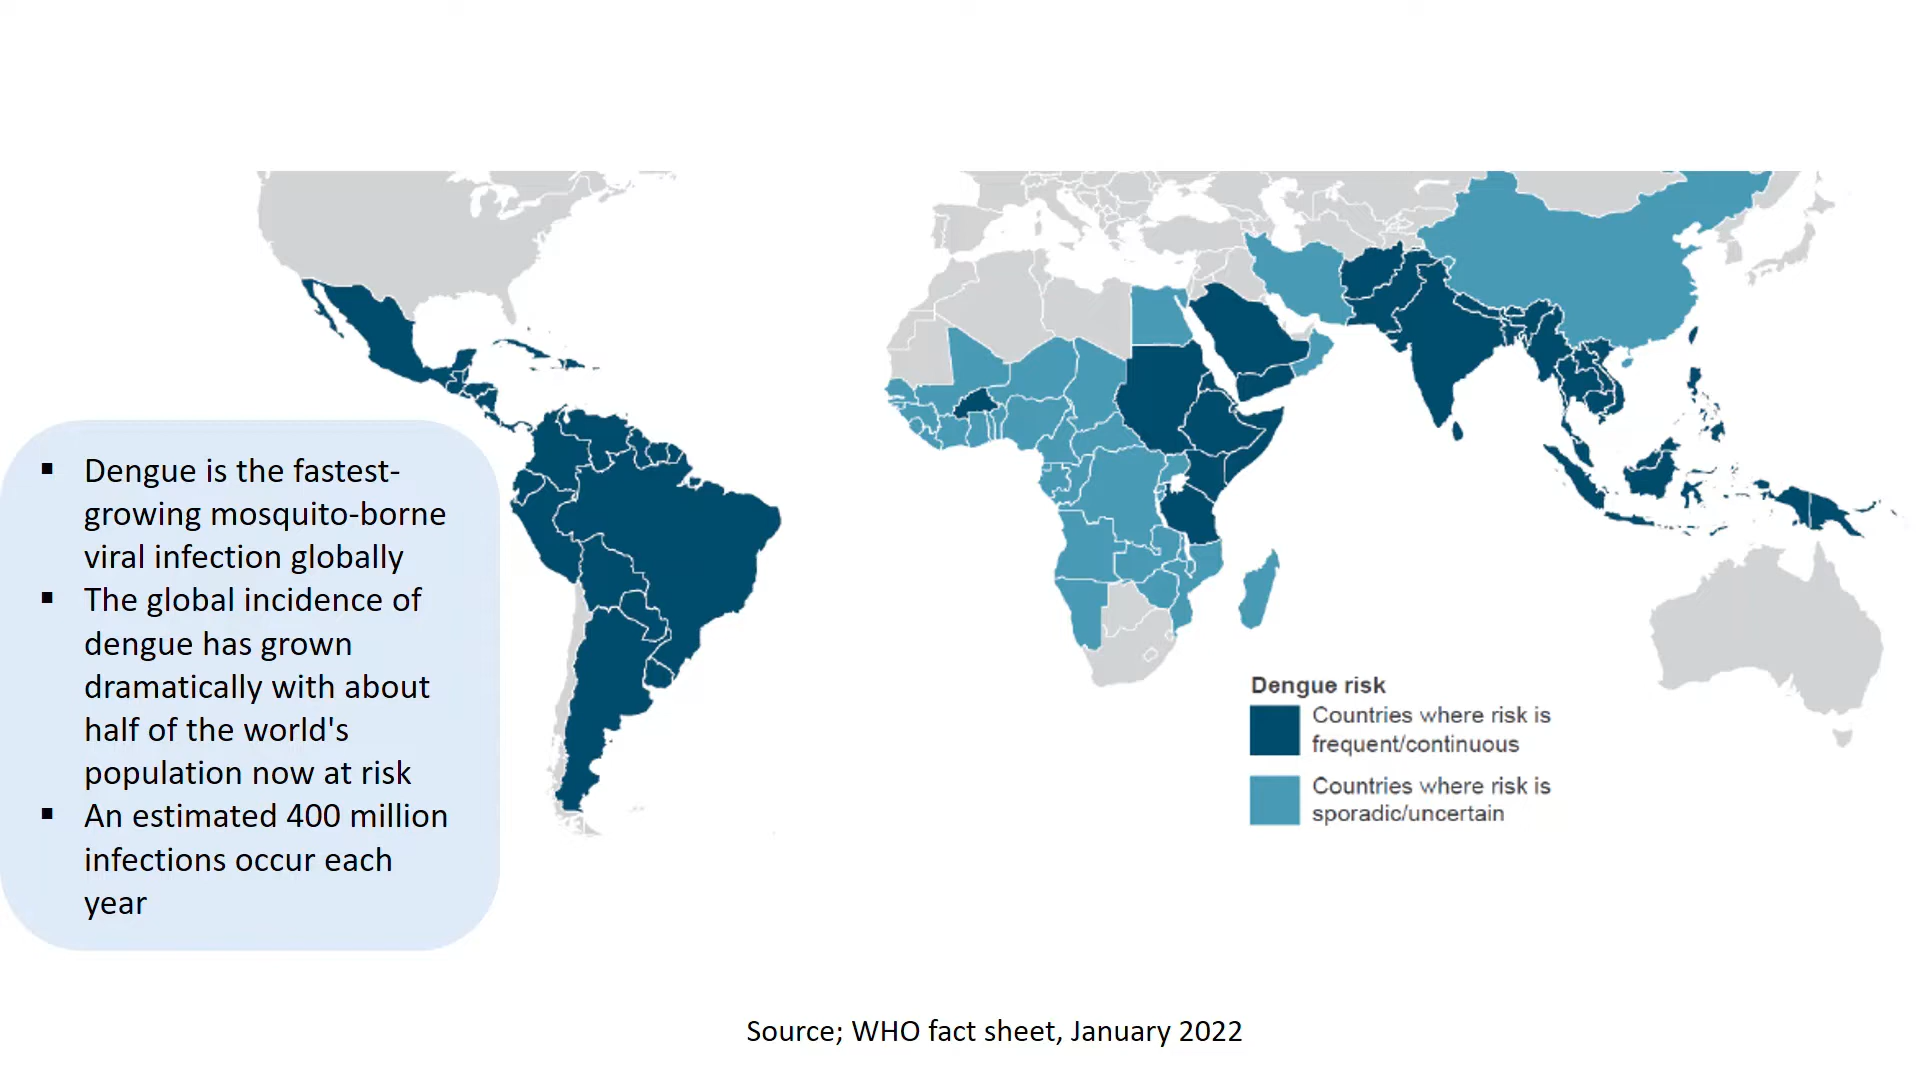 ▪ Dengue is the fastest-
growing mosquito-borne
viral infection globally
▪ The global incidence of
dengue has grown
dramatically with about
half of the world's
population now at risk
▪ An estimated 400 million
infections occur each
year
Dengue risk
Countries where risk is
frequent/continuous
Countries where risk is
sporadic/uncertain
Source; WHO fact sheet, January 2022